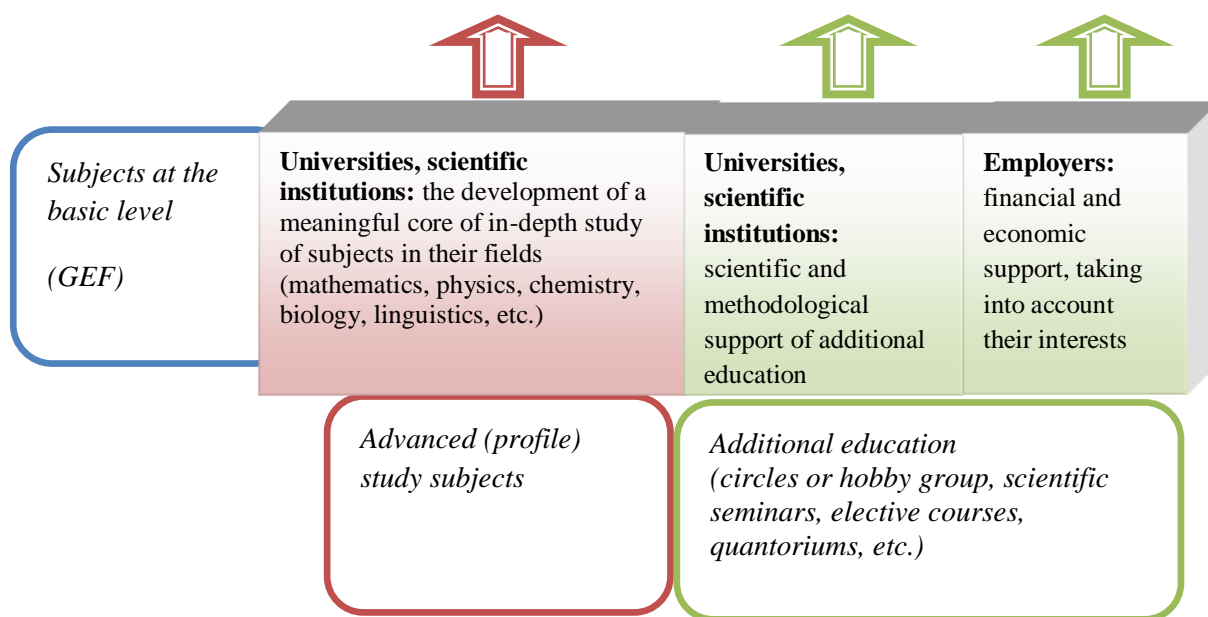 Subjects at the
basic level
(GEF)
Universities, scientific
institutions: the development of a
meaningful core of in-depth study
of subjects in their fields
(mathematics, physics, chemistry,
biology, linguistics, etc.)
Universities,
scientific
institutions:
scientific and
methodological
support of additional
education
Employers:
financial and
economic
support, taking
into account
their interests
Advanced (profile)
study subjects
Additional education
(circles or hobby group, scientific
seminars, elective courses,
quantoriums, etc.)